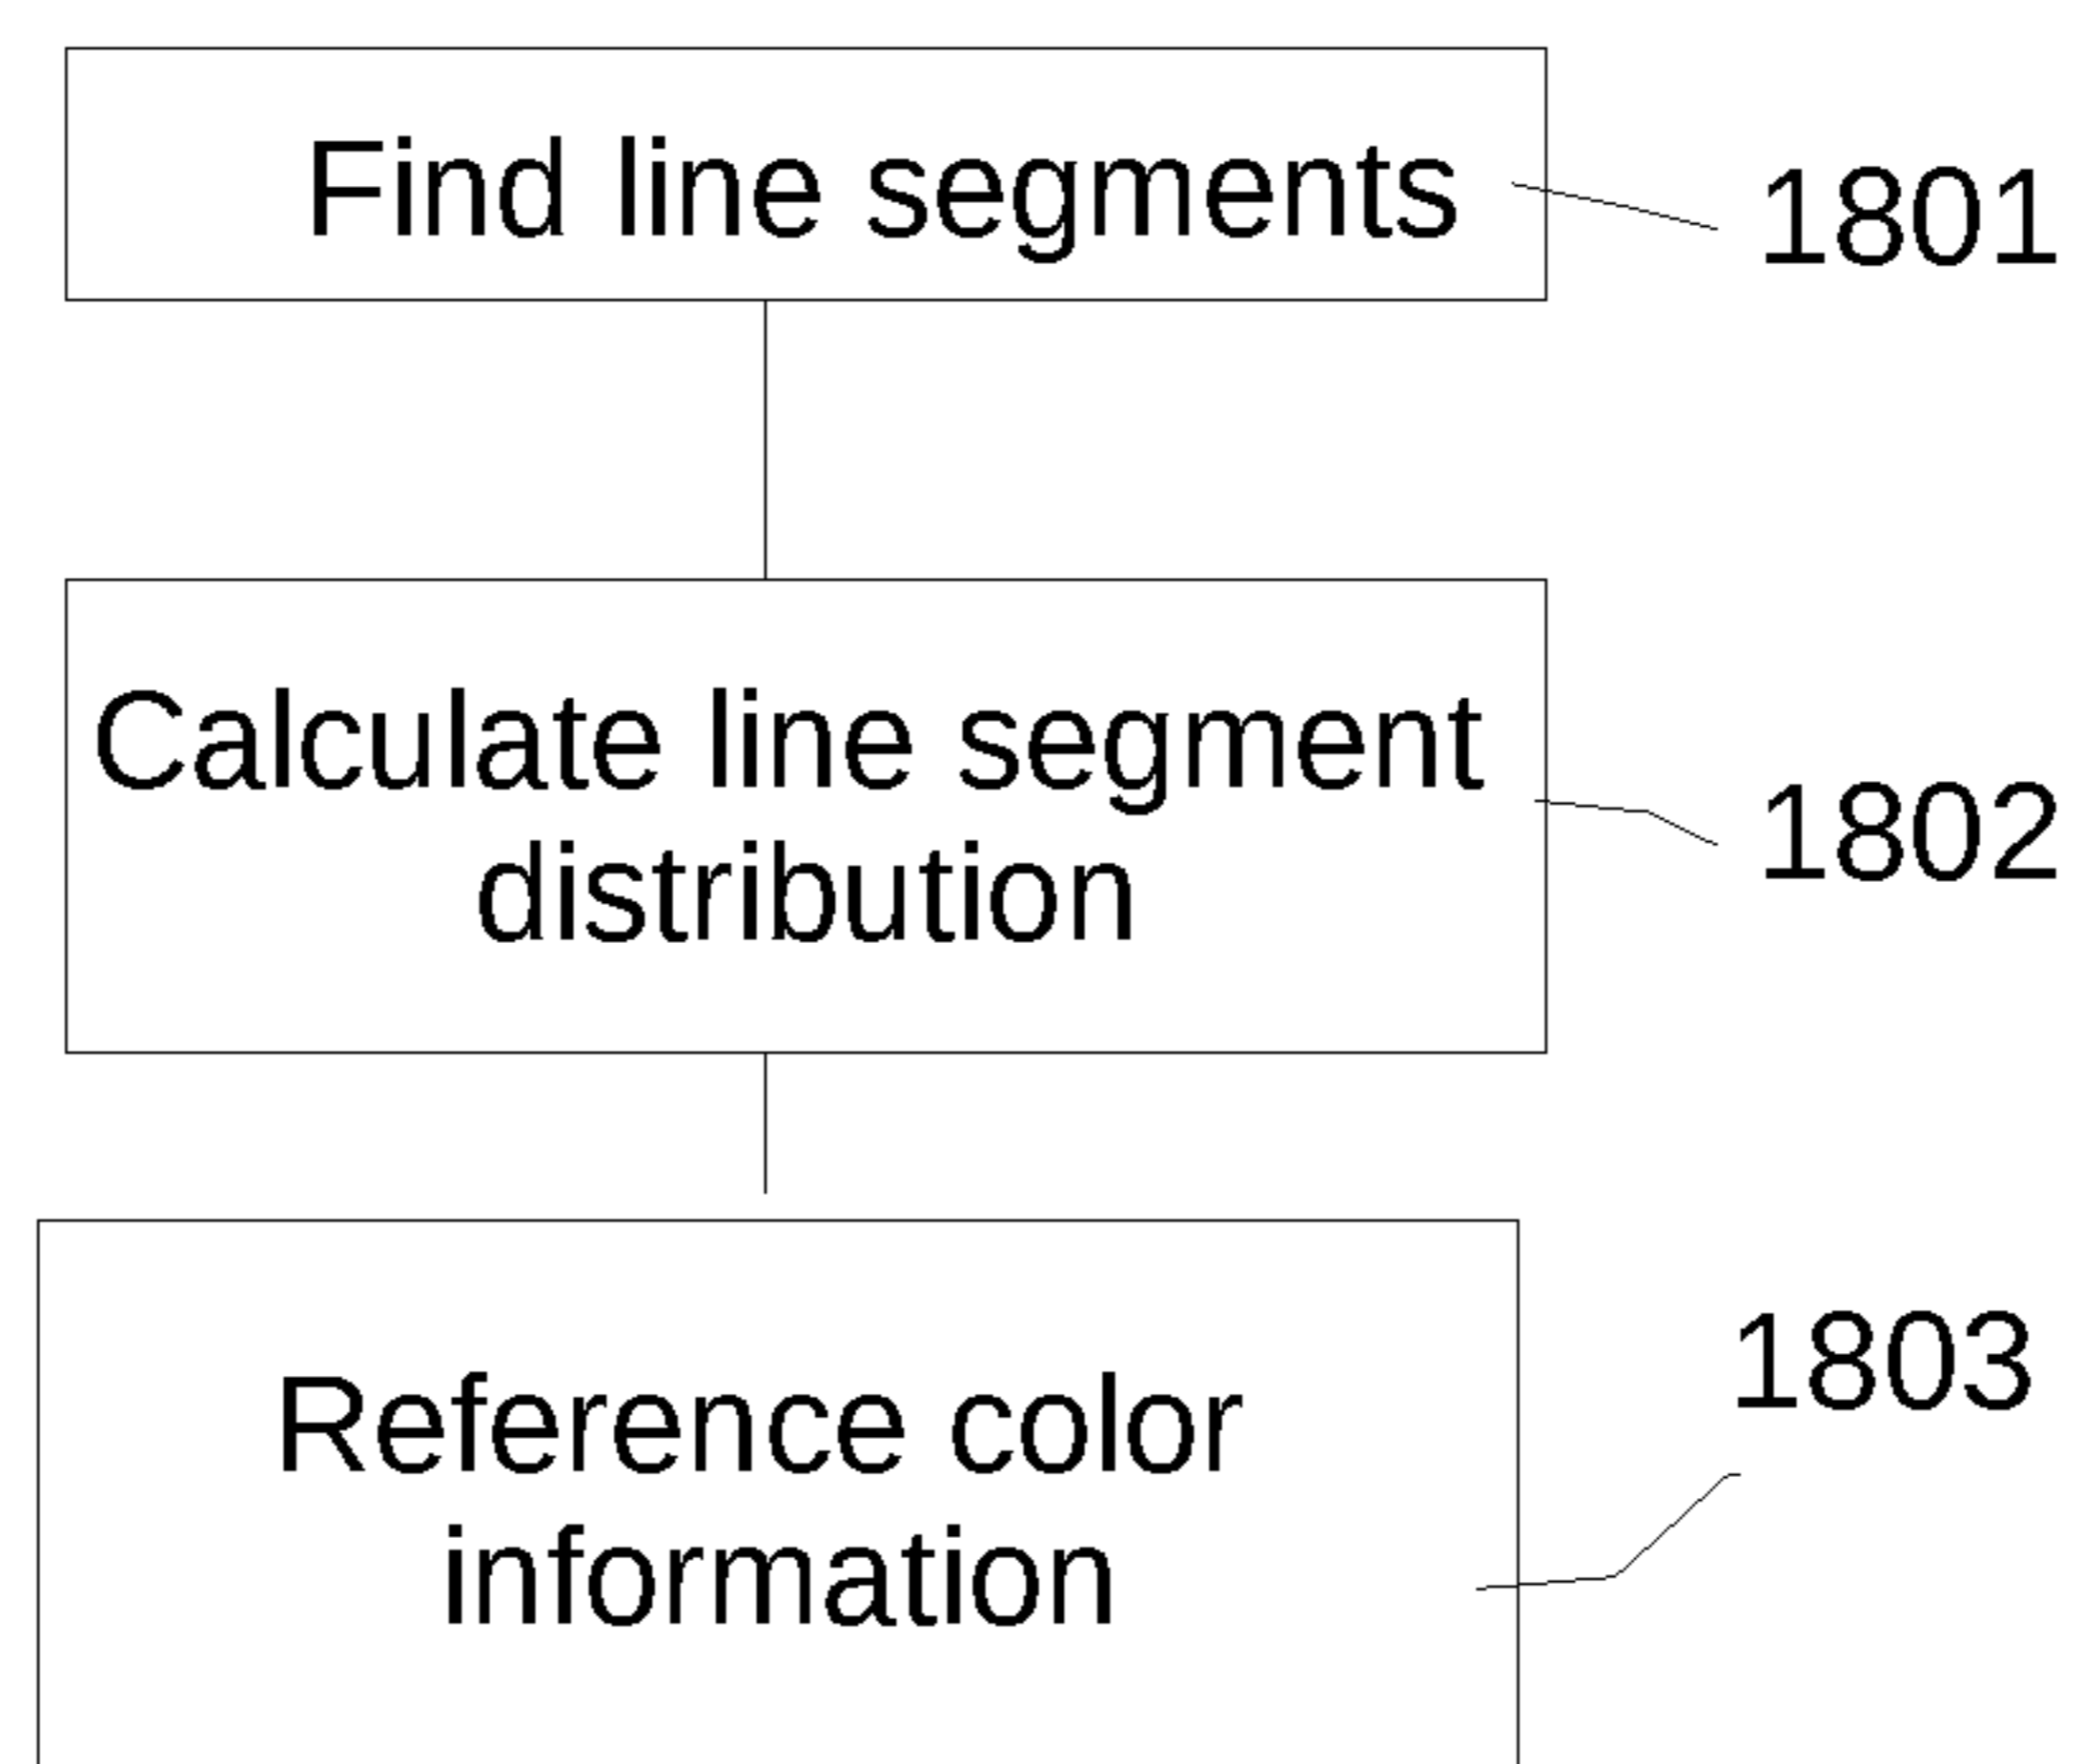 Find line segments
1801
Calculate line segment
distribution
1802
Reference color
information
1803